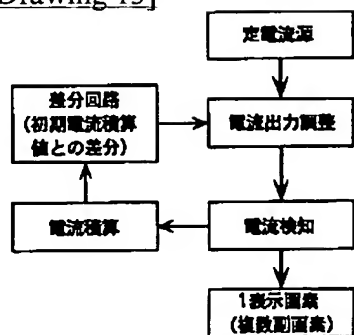 Drawing 15]
定電流源
差分回路
(初期電流積算
値との差分)
電流出力調整
電流積算
電流検知
1表示画素
(複数副画素)